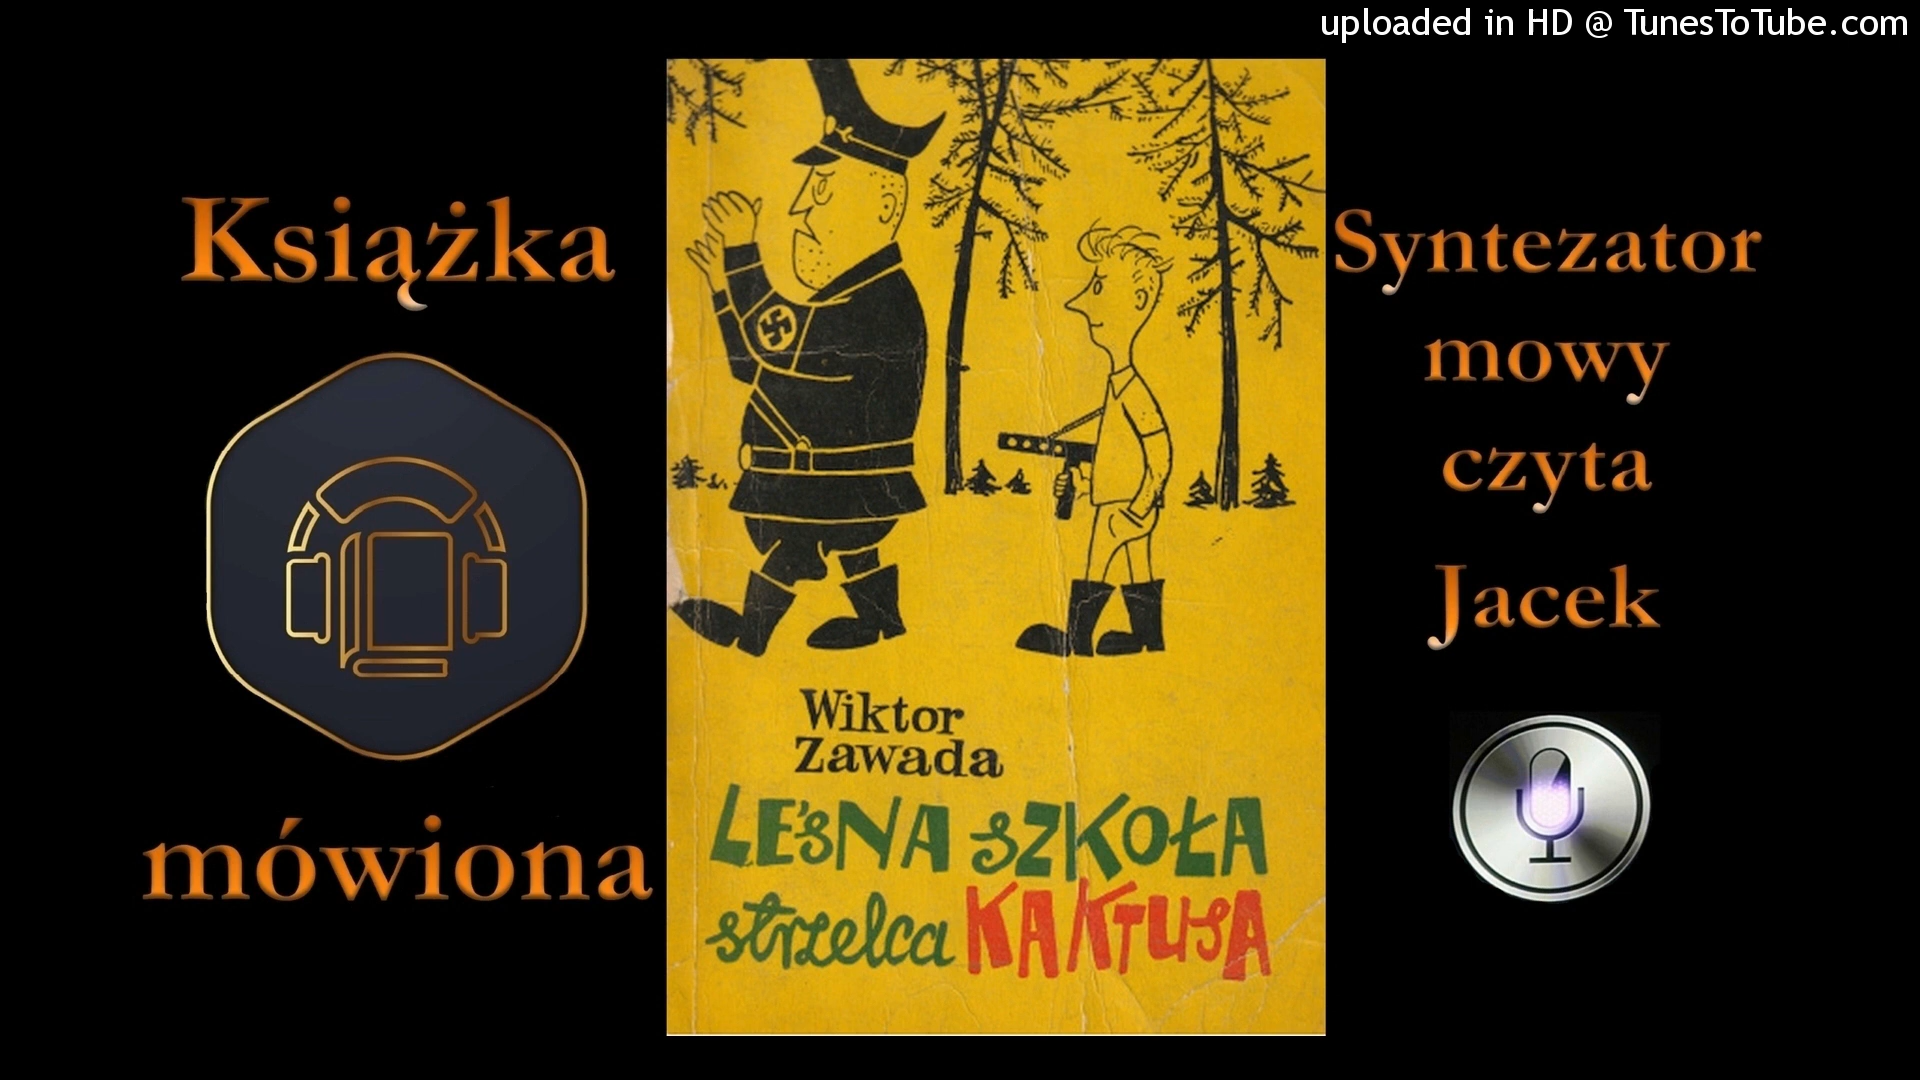 uploaded in HD @ TunesToTube.com
Książka
mówiona
Wiktor
Zawada
LEŚNA SZKOŁA
strzelca KAKTUSA
Syntezator
mowy
czyta
Jacek